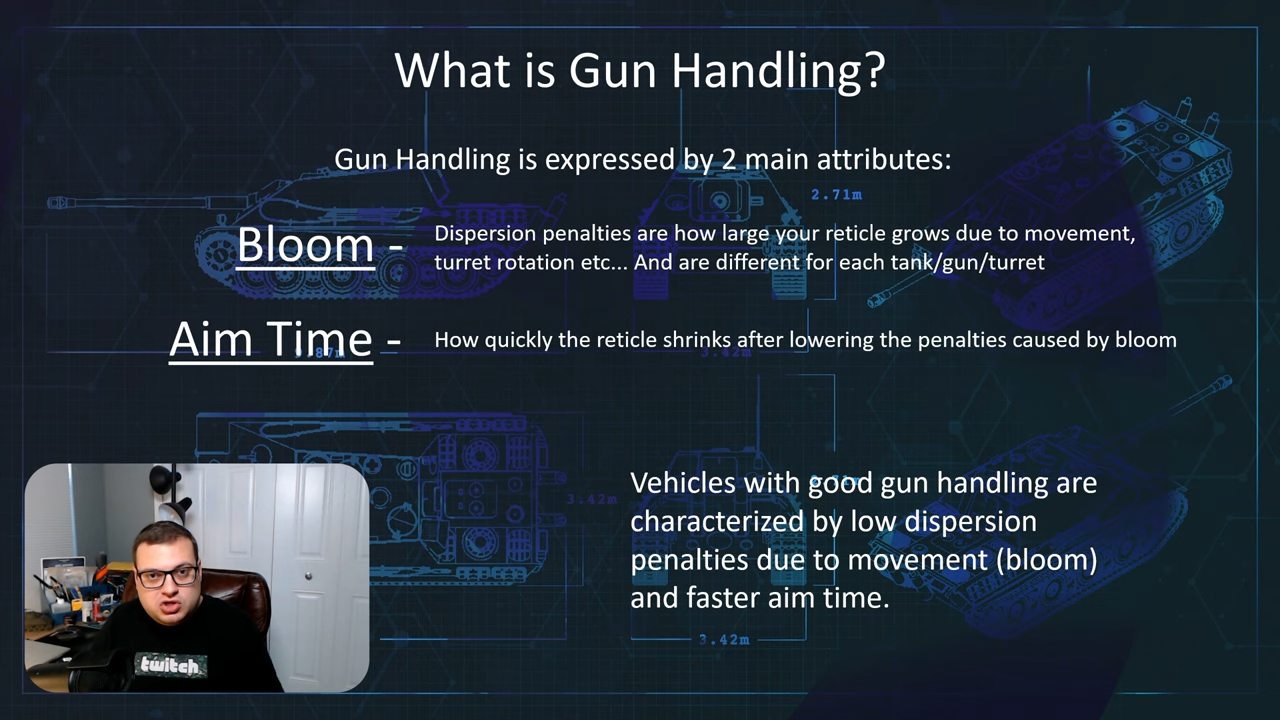 What is Gun Handling?
Gun Handling is expressed by 2 main attributes:
2.71m
Bloom -
Dispersion penalties are how large your reticle grows due to movement,
turret rotation etc... And are different for each tank/gun/turret
Aim Time -
How quickly the reticle shrinks after lowering the penalties caused by bloom
3.42m
Vehicles with good gun handling are
3.42m
characterized by low dispersion
penalties due to movement (bloom)
and faster aim time.
3.42m
twitch